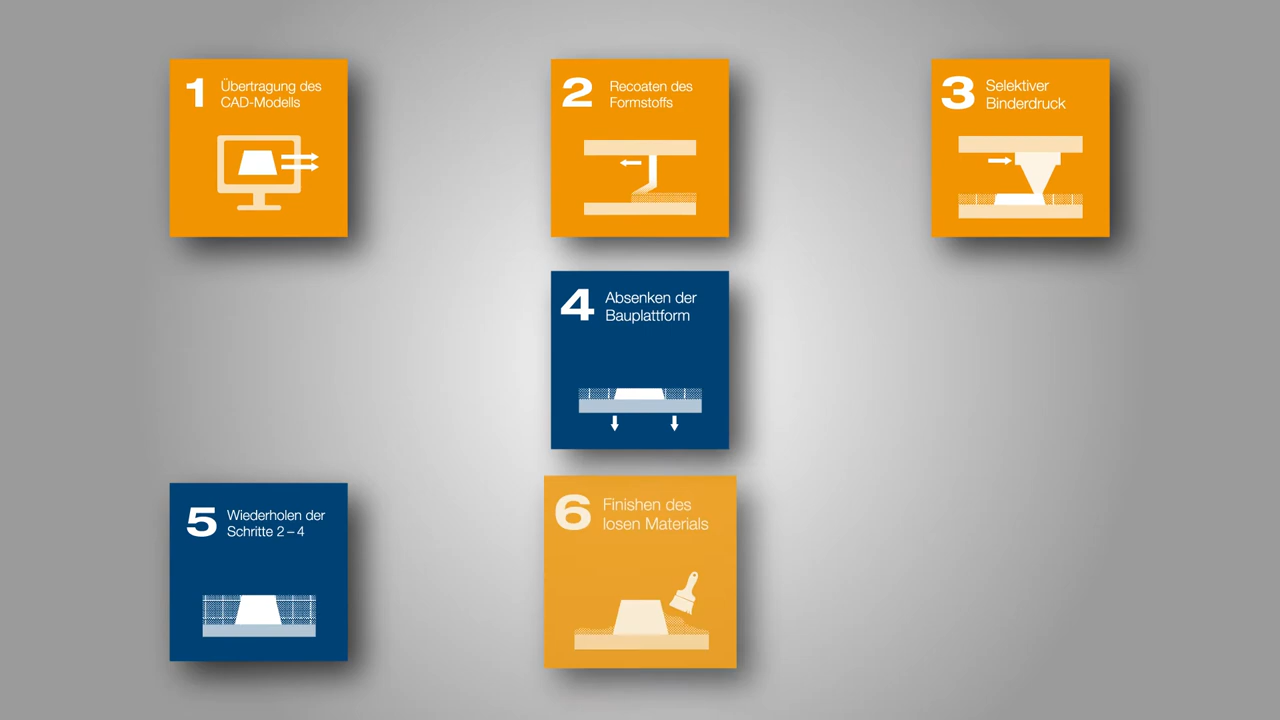 1 Übertragung des
CAD-Modells
2 Recoaten des
Formstoffs
3 Selektiver
Binderdruck
4 Absenken der
Bauplattform
5 Wiederholen der
Schritte 2 – 4
6 Finishen des
losen Materials